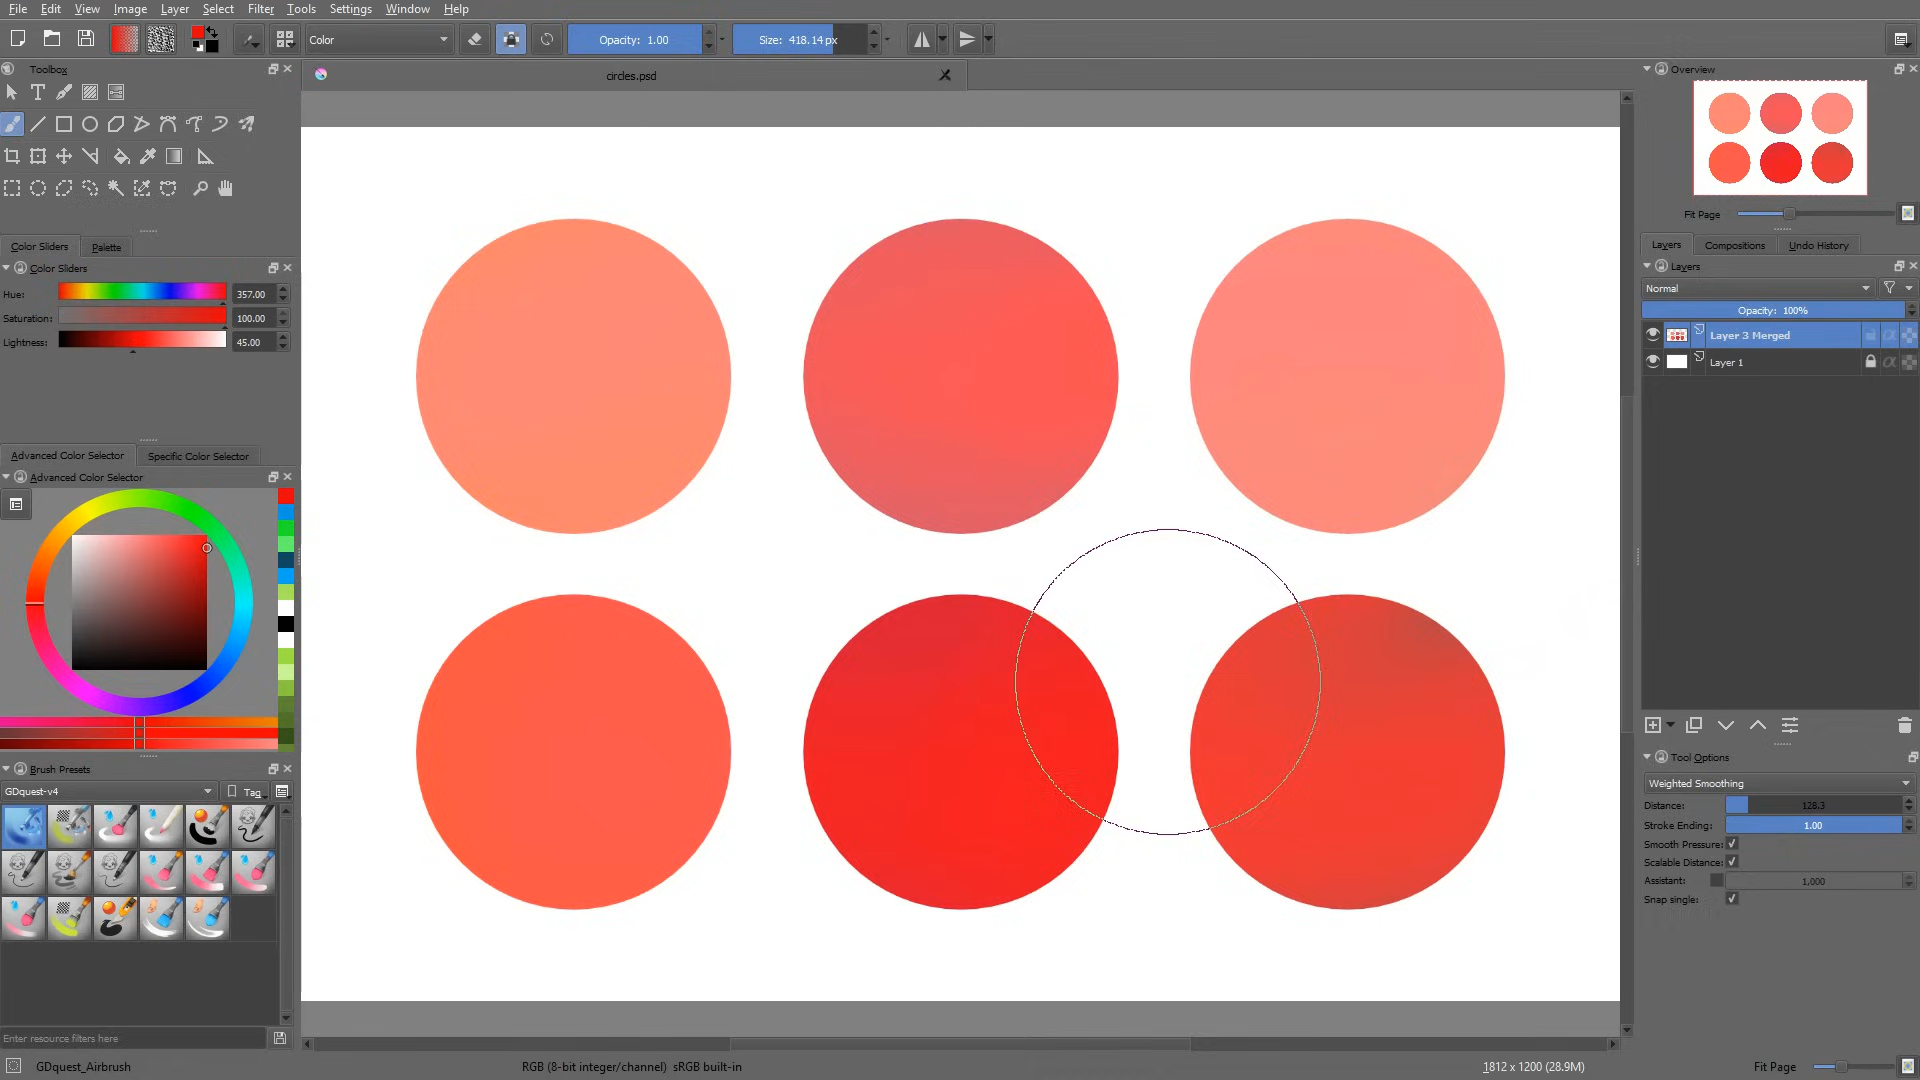 File Edit View Image Layer Select Filter Tools Settings Window Help
Color
Opacity: 1.00
Size: 418.14 px
Toolbox
circles.psd
Overview
Fit Page
Color Sliders Palette
Color Sliders
Hue: 357.00
Saturation: 100.00
Lightness: 45.00
Layers Compositions Undo History
Layers
Normal
Opacity: 100%
Layer 3 Merged
Layer 1
Advanced Color Selector Specific Color Selector
Advanced Color Selector
Brush Presets
GDquest-v4
Tag
Enter resource filters here
Tool Options
Weighted Smoothing
Distance: 128.3
Stroke Ending: 1.00
Smooth Pressure:
Scalable Distance:
Assistant: 1.000
Snap single:
GDquest_Airbrush
RGB (8-bit integer/channel) sRGB built-in
1812 x 1200 (28.9M)
Fit Page